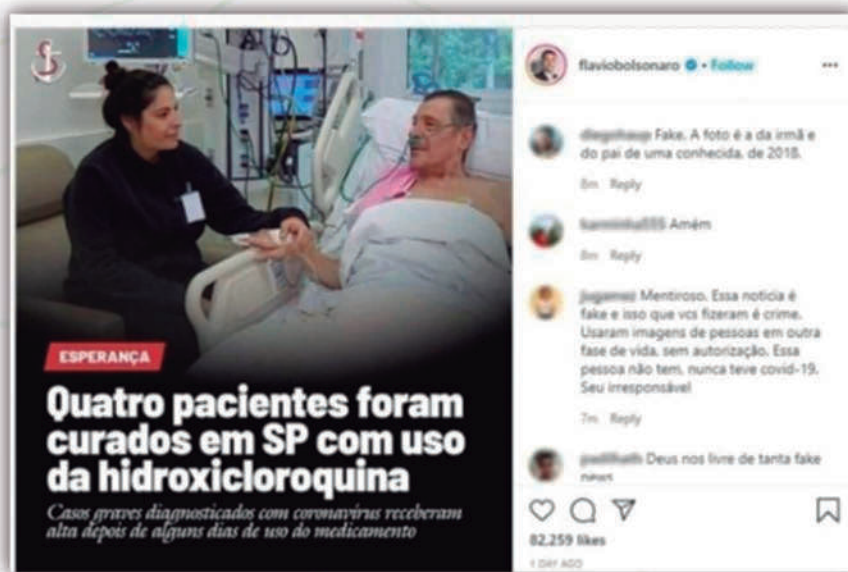 flaviobolsonaro • Follow
Fake. A foto é a da irmã e
do pai de uma conhecida, de 2018.
8m Reply
Amém
8m Reply
Mentiroso. Essa noticia é
fake e isso que vcs fizeram é crime.
Usaram imagens de pessoas em outra
fase de vida, sem autorização. Essa
pessoa não tem, nunca teve covid-19.
Seu irresponsável
7m Reply
Deus nos livre de tanta fake
news
82,259 likes
1 DAY AGO
ESPERANÇA
Quatro pacientes foram
curados em SP com uso
da hidroxicloroquina
Casos graves diagnosticados com coronavírus receberam
alta depois de alguns dias de uso do medicamento